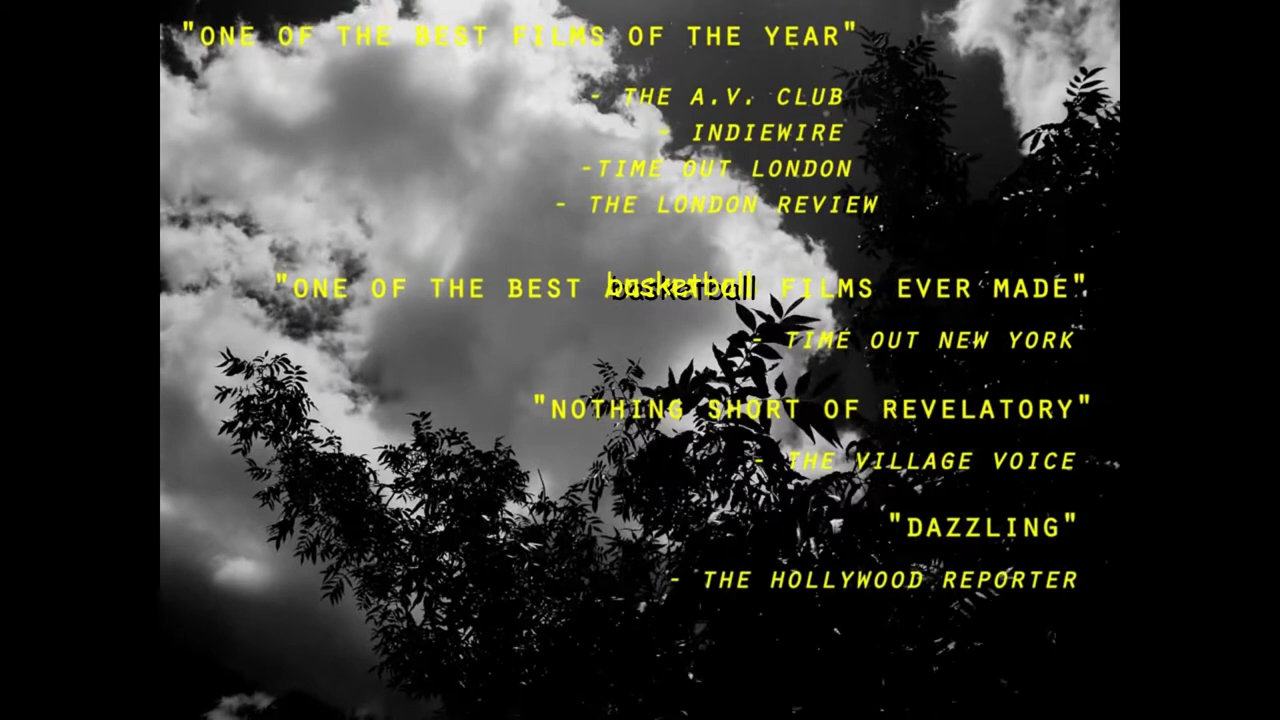 "ONE OF THE BEST FILMS OF THE YEAR"
- THE A.V. CLUB
- INDIEWIRE
-TIME OUT LONDON
- THE LONDON REVIEW
"ONE OF THE BEST basketball FILMS EVER MADE"
- TIME OUT NEW YORK
"NOTHING SHORT OF REVELATORY"
- THE VILLAGE VOICE
"DAZZLING"
- THE HOLLYWOOD REPORTER